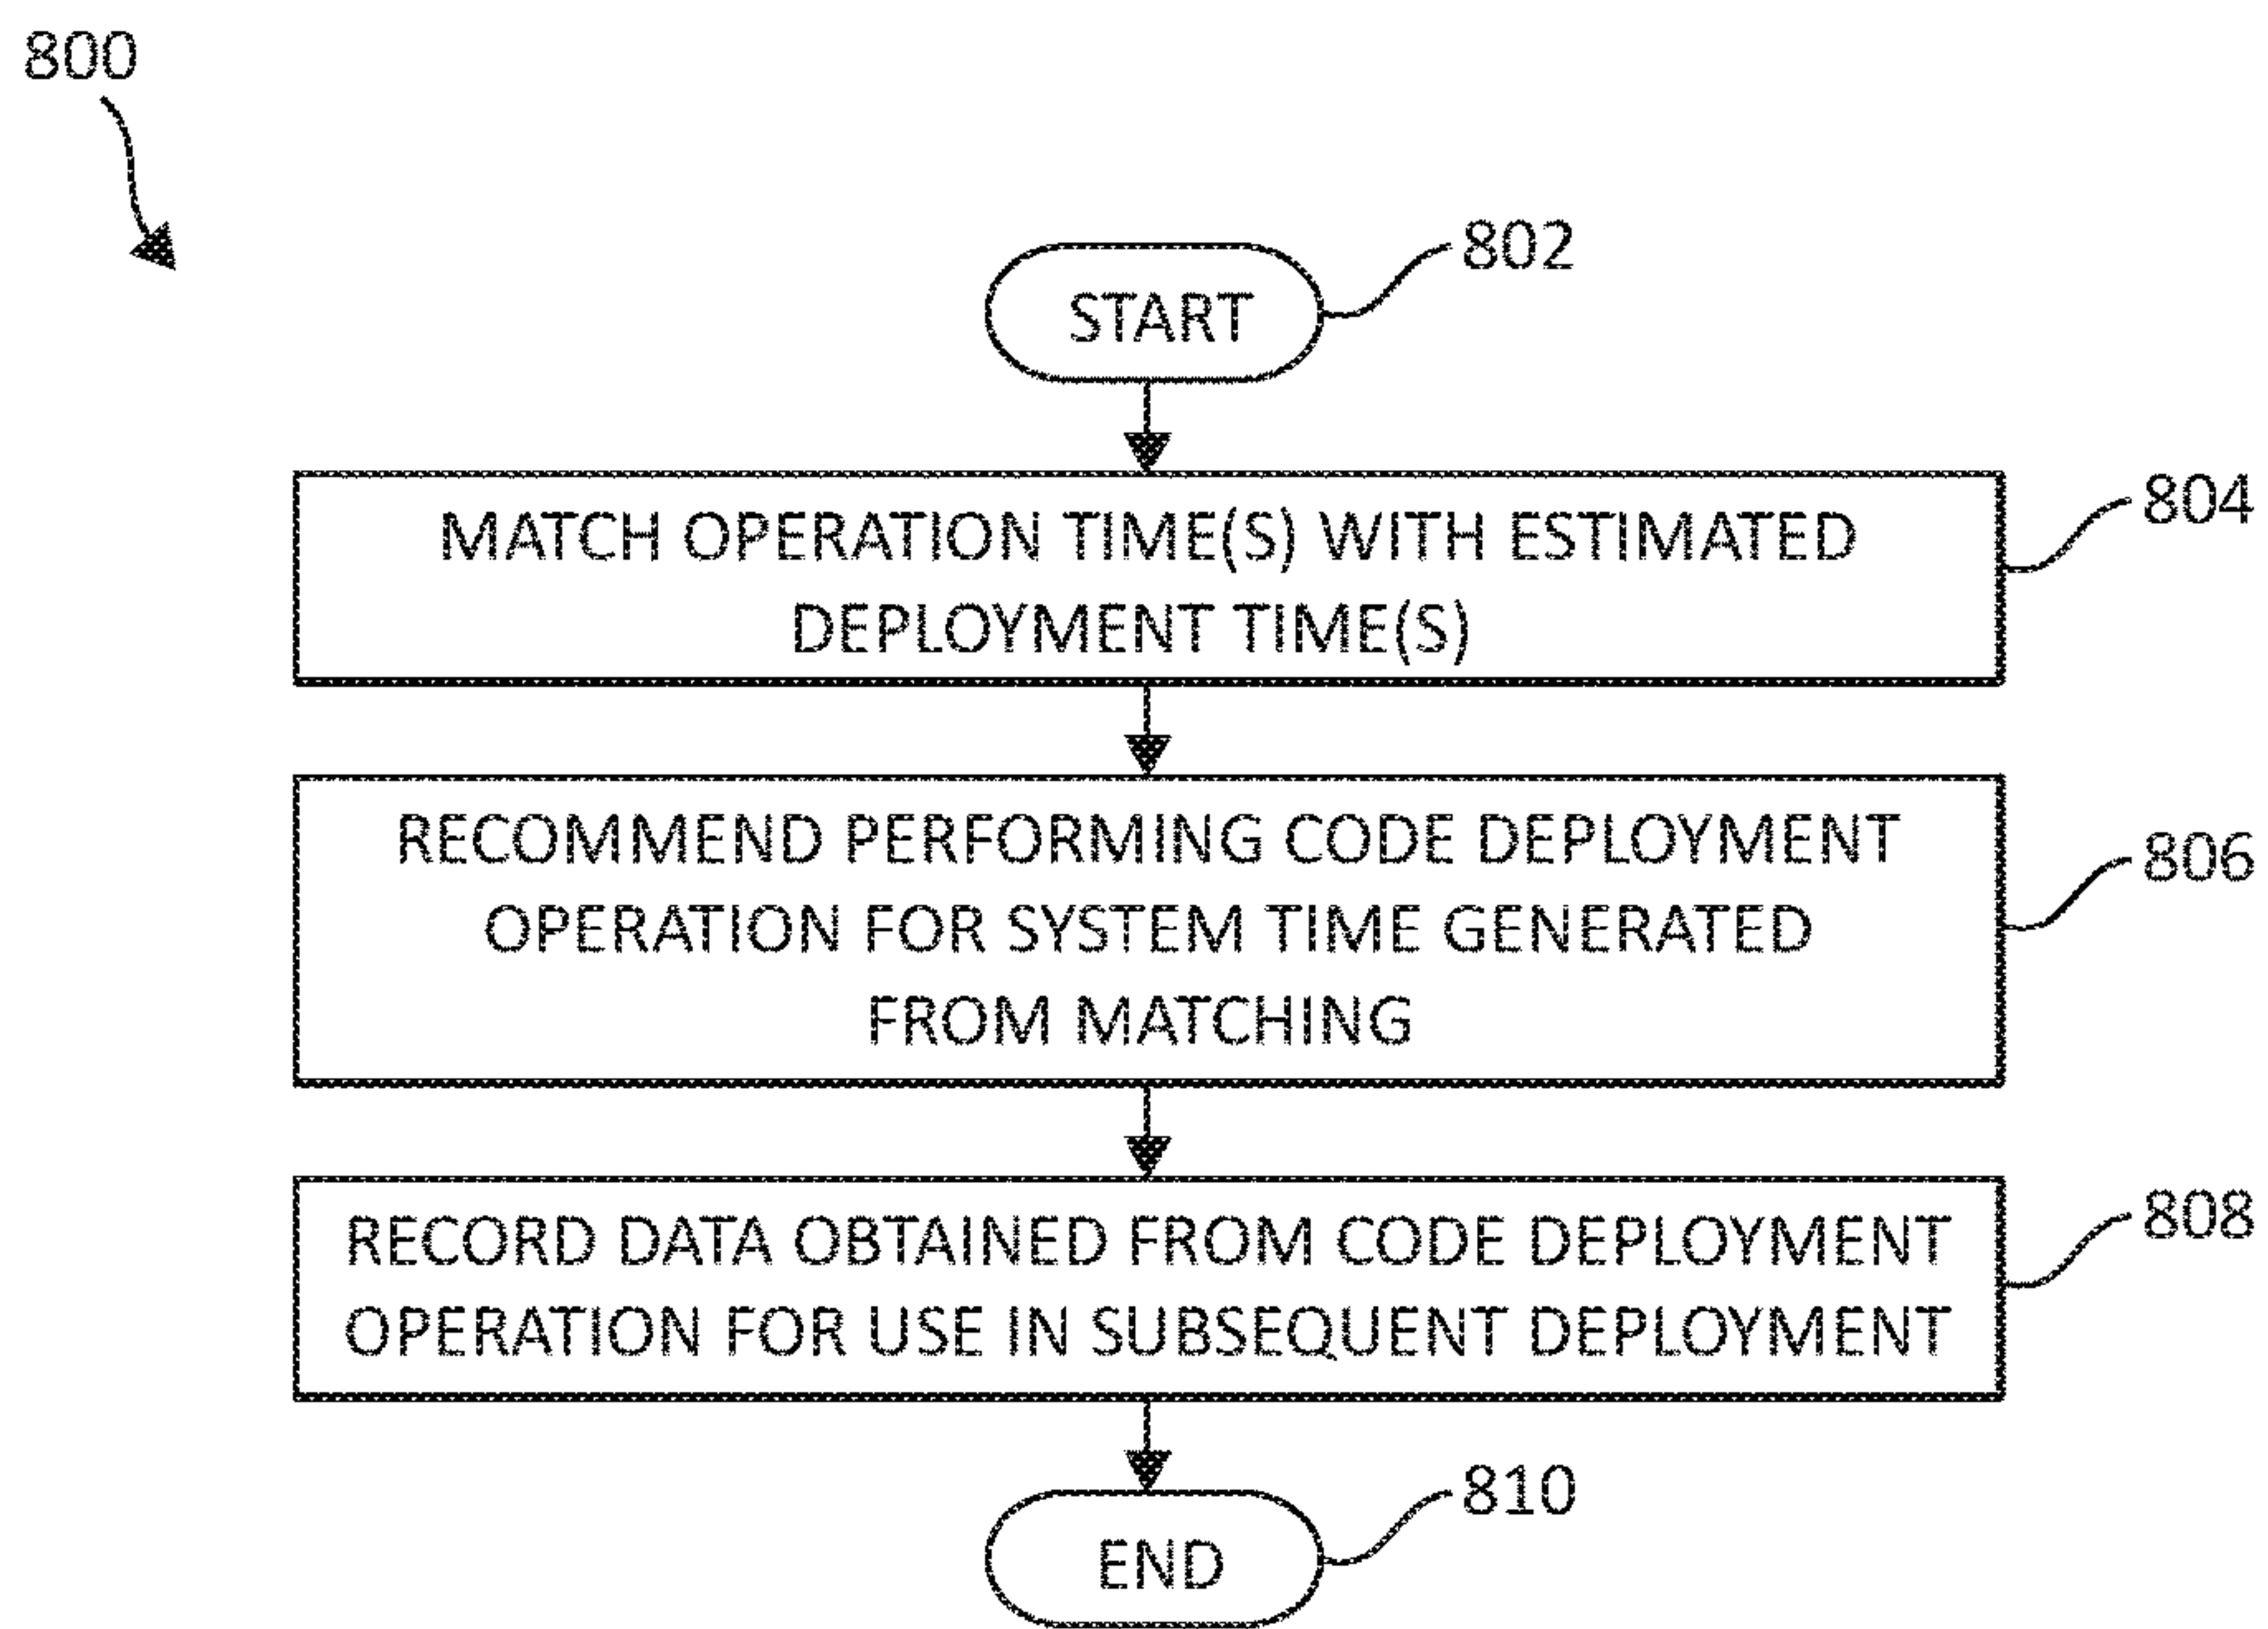 800
802
START
804
MATCH OPERATION TIME(S) WITH ESTIMATED
DEPLOYMENT TIME(S)
806
RECOMMEND PERFORMING CODE DEPLOYMENT
OPERATION FOR SYSTEM TIME GENERATED
FROM MATCHING
808
RECORD DATA OBTAINED FROM CODE DEPLOYMENT
OPERATION FOR USE IN SUBSEQUENT DEPLOYMENT
810
END